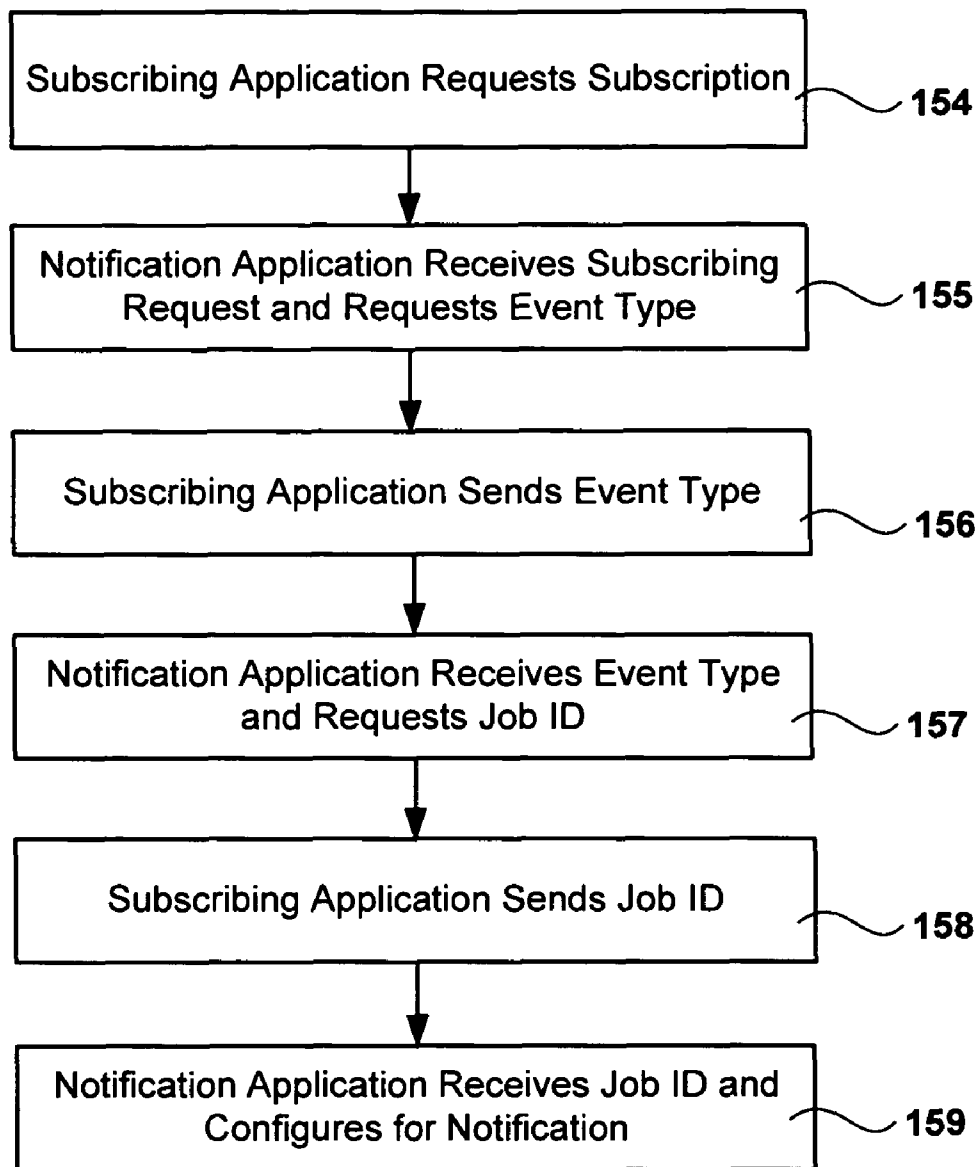 Subscribing Application Requests Subscription
154
Notification Application Receives Subscribing
Request and Requests Event Type
155
Subscribing Application Sends Event Type
156
Notification Application Receives Event Type
and Requests Job ID
157
Subscribing Application Sends Job ID
158
Notification Application Receives Job ID and
Configures for Notification
159